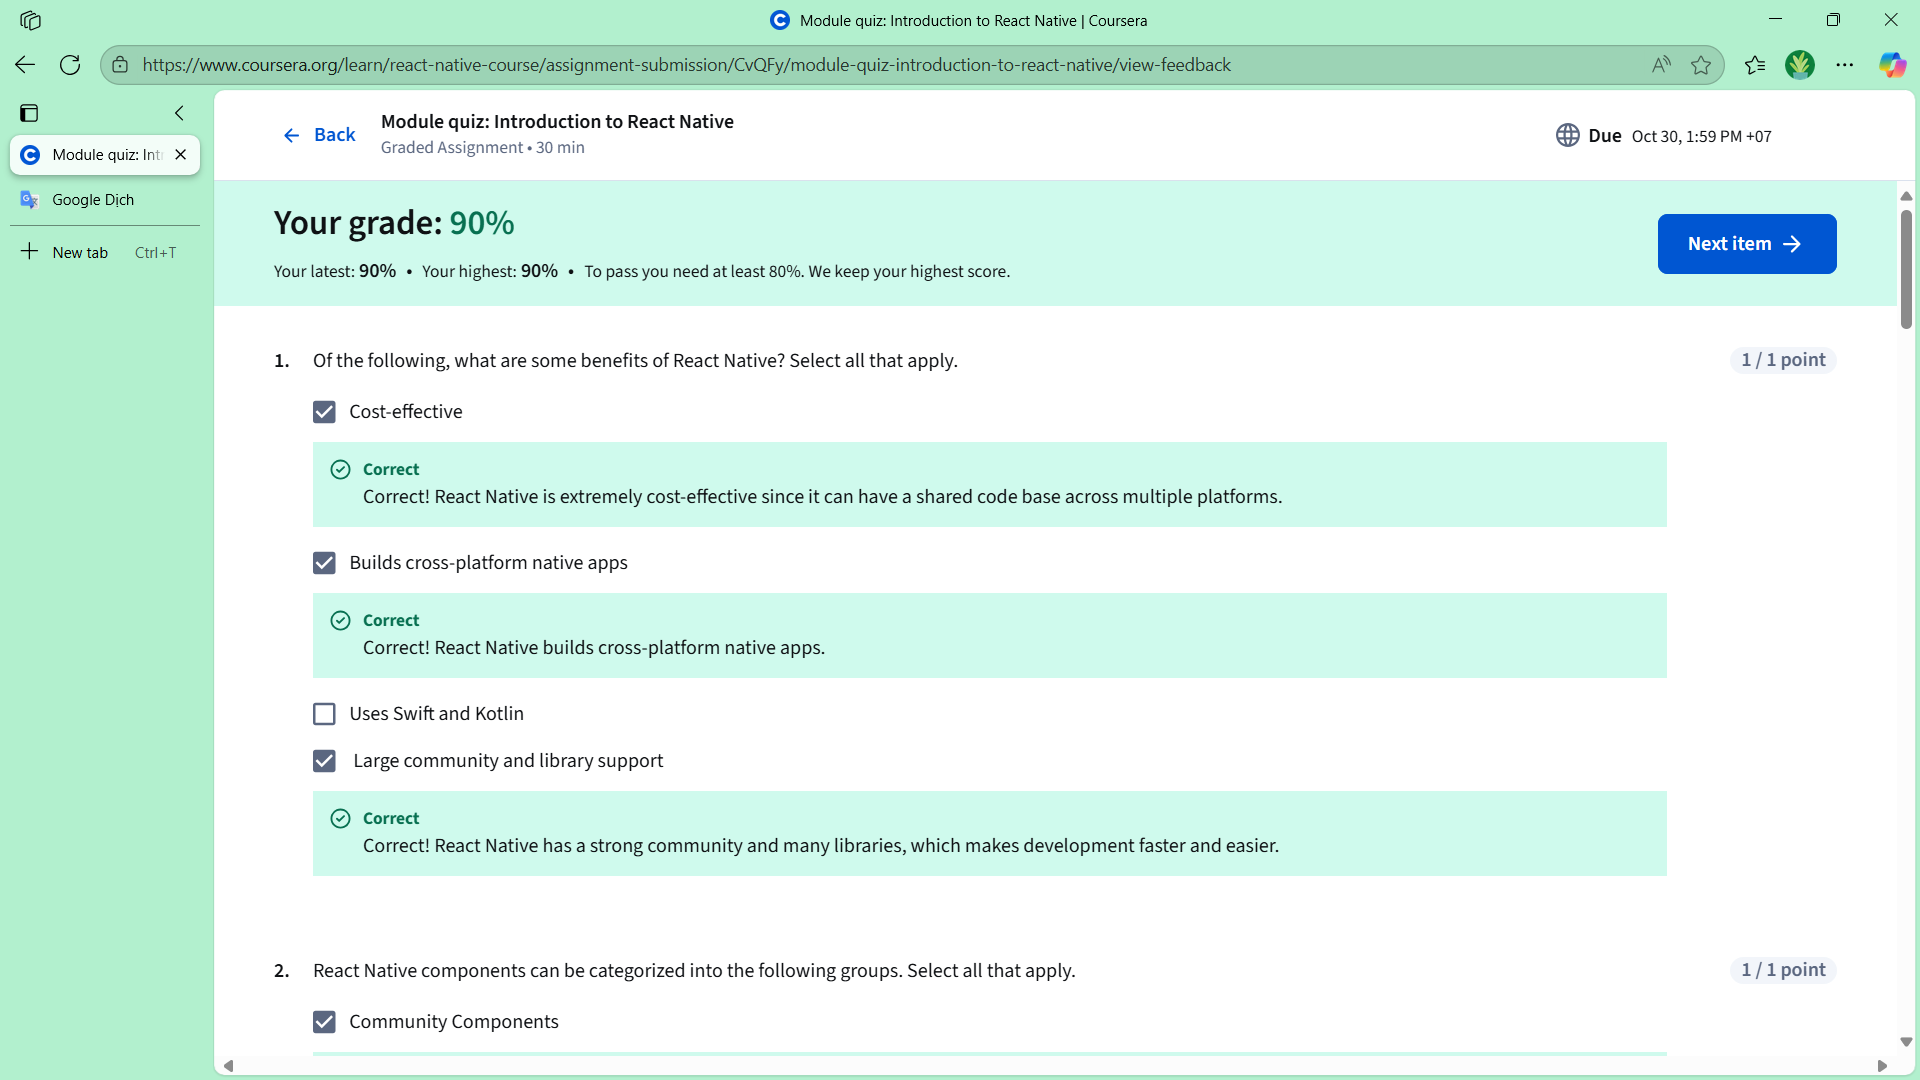 Module quiz: Introduction to React Native | Coursera
https://www.coursera.org/learn/react-native-course/assignment-submission/CvQFy/module-quiz-introduction-to-react-native/view-feedback
Module quiz: Int
Google Dịch
New tab Ctrl+T
Back
Module quiz: Introduction to React Native
Graded Assignment • 30 min
Due Oct 30, 1:59 PM +07
Your grade: 90%
Your latest: 90% • Your highest: 90% • To pass you need at least 80%. We keep your highest score.
Next item
1. Of the following, what are some benefits of React Native? Select all that apply.
1 / 1 point
Cost-effective
Correct
Correct! React Native is extremely cost-effective since it can have a shared code base across multiple platforms.
Builds cross-platform native apps
Correct
Correct! React Native builds cross-platform native apps.
Uses Swift and Kotlin
Large community and library support
Correct
Correct! React Native has a strong community and many libraries, which makes development faster and easier.
2. React Native components can be categorized into the following groups. Select all that apply.
1 / 1 point
Community Components